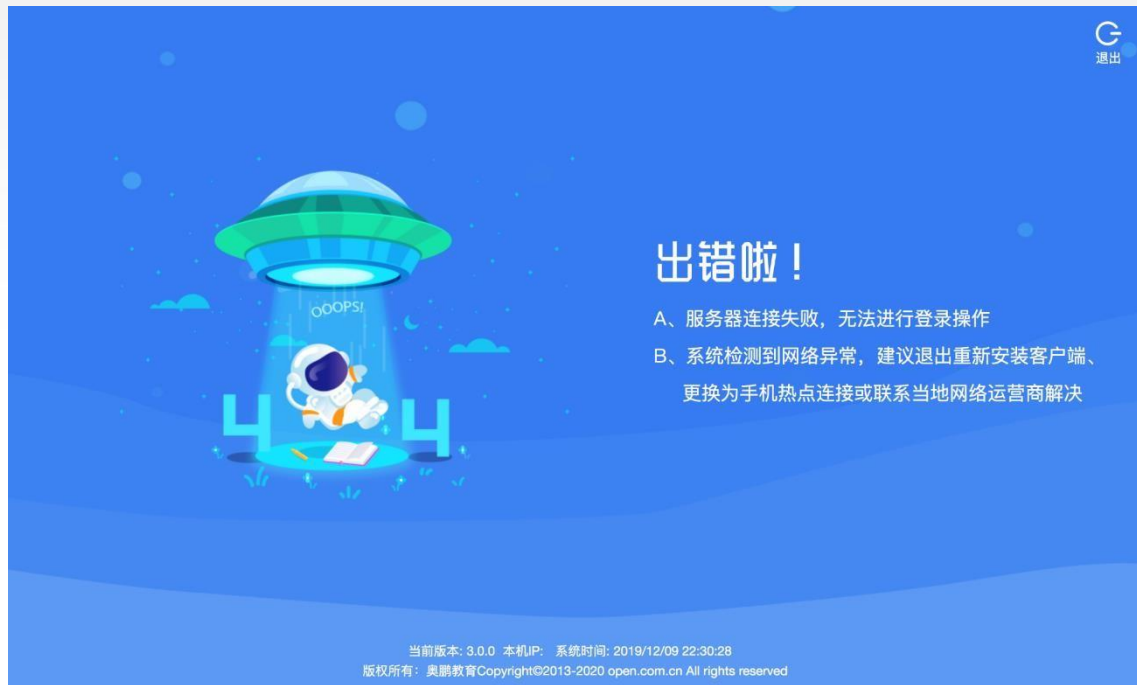 退出
出错啦！
OOOPS!
A、服务器连接失败，无法进行登录操作
B、系统检测到网络异常，建议退出重新安装客户端、
更换为手机热点连接或联系当地网络运营商解决
4 4
当前版本: 3.0.0 本机IP: 系统时间: 2019/12/09 22:30:28
版权所有：奥鹏教育Copyright©2013-2020 open.com.cn All rights reserved